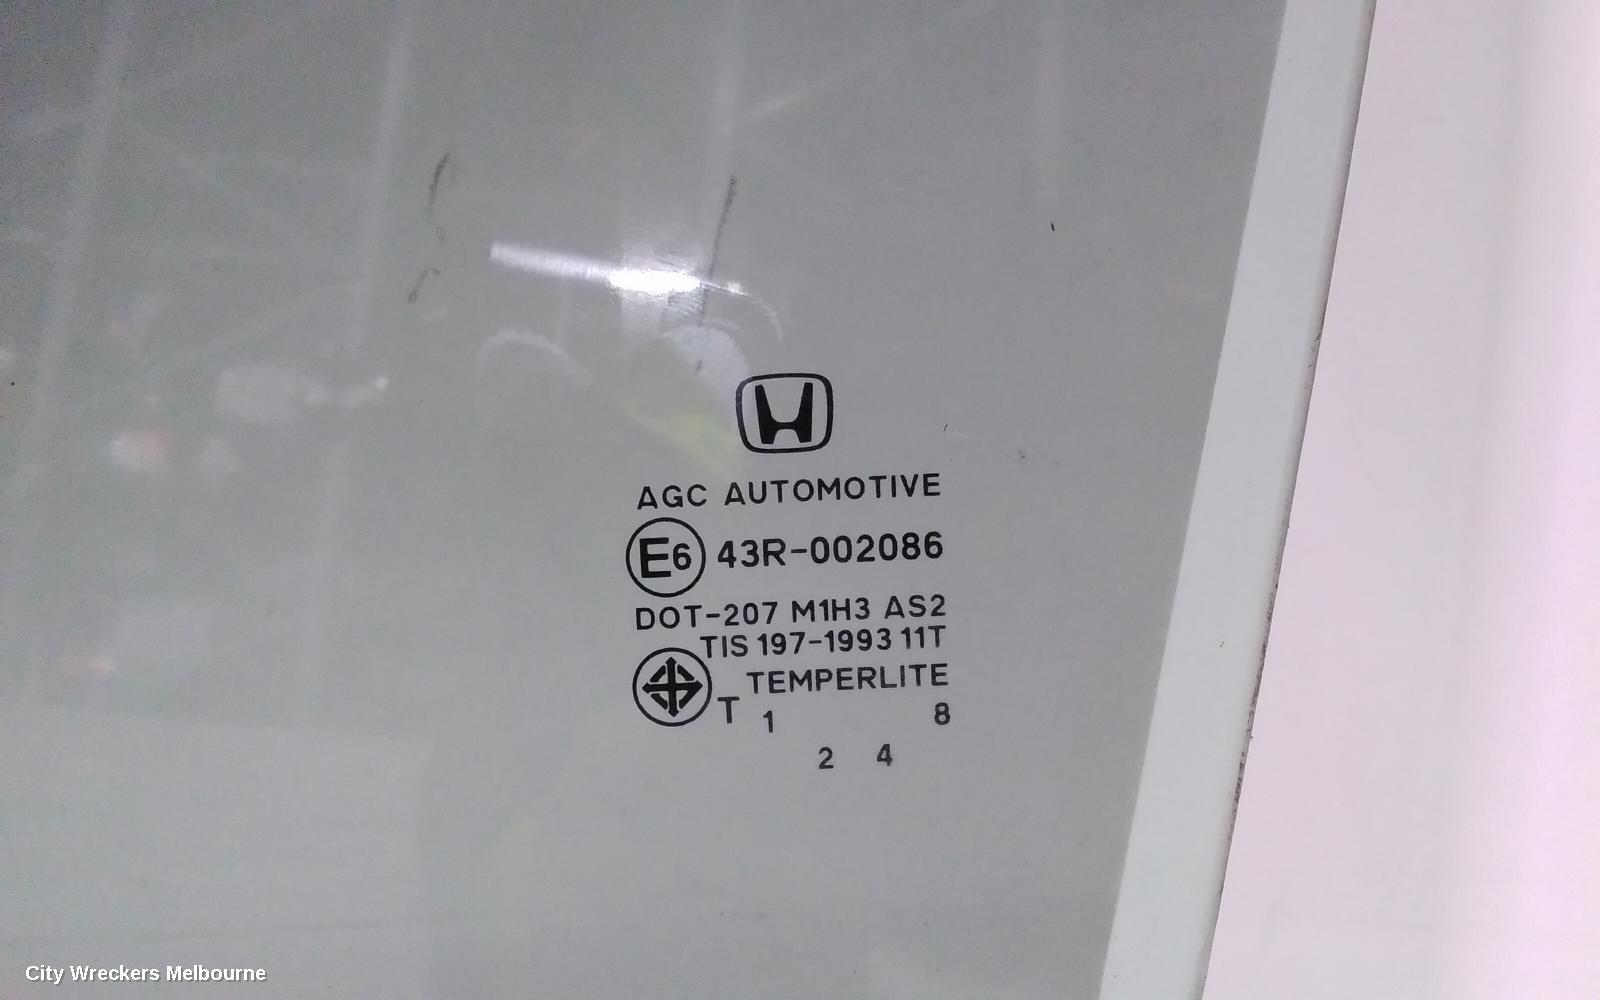 AGC AUTOMOTIVE
E6 43R-002086
DOT-207 M1H3 AS2
TIS 197-1993 11T
TEMPERLITE
T 1 8
2 4
City Wreckers Melbourne